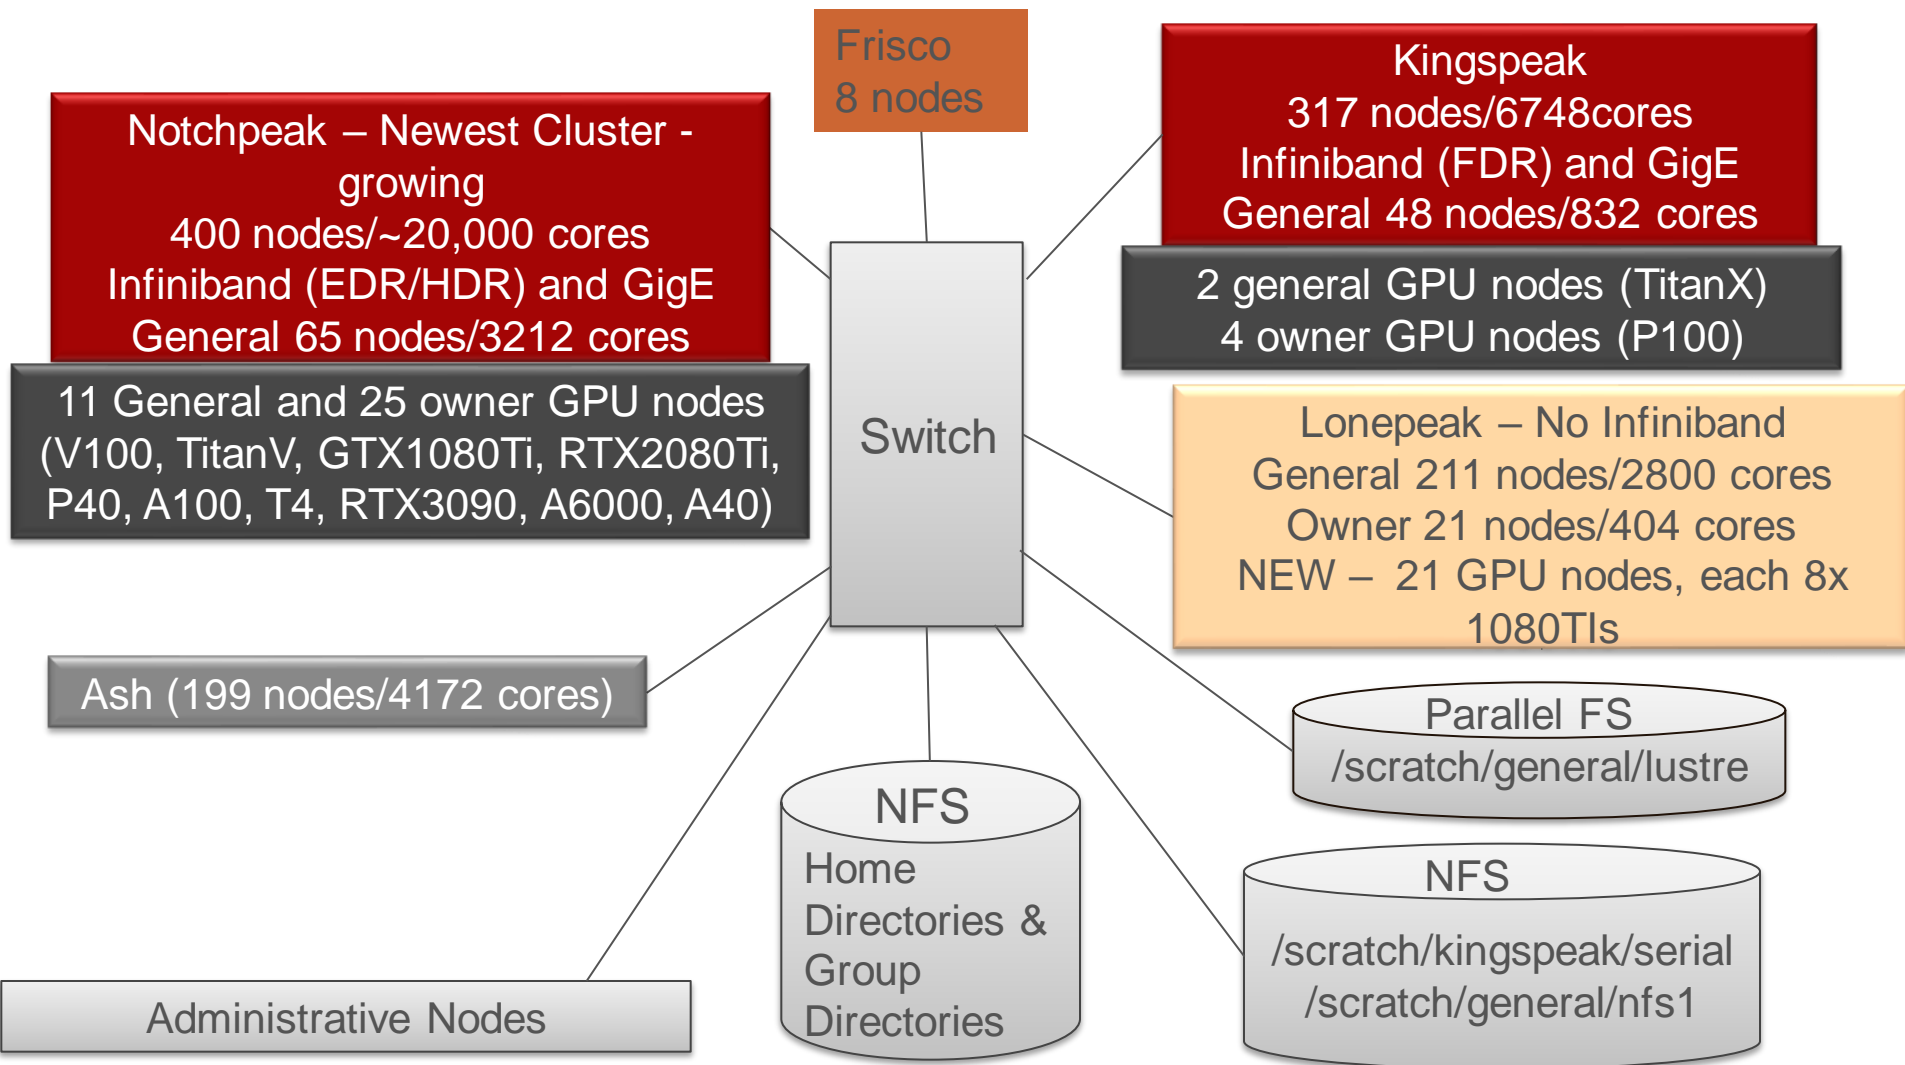 Frisco
8 nodes
Notchpeak – Newest Cluster -
growing
400 nodes/~20,000 cores
Infiniband (EDR/HDR) and GigE
General 65 nodes/3212 cores
11 General and 25 owner GPU nodes
(V100, TitanV, GTX1080Ti, RTX2080Ti,
P40, A100, T4, RTX3090, A6000, A40)
Kingspeak
317 nodes/6748cores
Infiniband (FDR) and GigE
General 48 nodes/832 cores
2 general GPU nodes (TitanX)
4 owner GPU nodes (P100)
Switch
Lonepeak – No Infiniband
General 211 nodes/2800 cores
Owner 21 nodes/404 cores
NEW – 21 GPU nodes, each 8x
1080TIs
Ash (199 nodes/4172 cores)
Parallel FS
/scratch/general/lustre
NFS
Home
Directories &
Group
Directories
NFS
/scratch/kingspeak/serial
/scratch/general/nfs1
Administrative Nodes